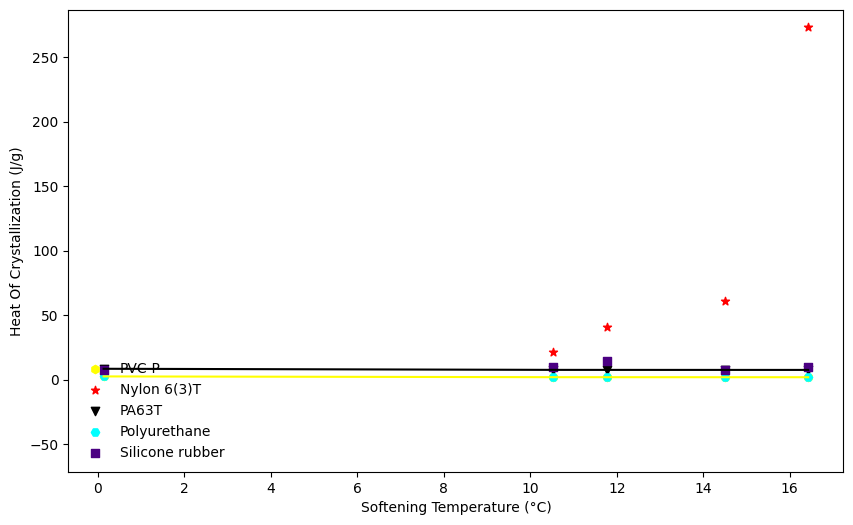 250
200
150
100
50
0
−50
Heat Of Crystallization (J/g)
PVC-P
Nylon 6(3)T
PA63T
Polyurethane
Silicone rubber
0 2 4 6 8 10 12 14 16
Softening Temperature (°C)